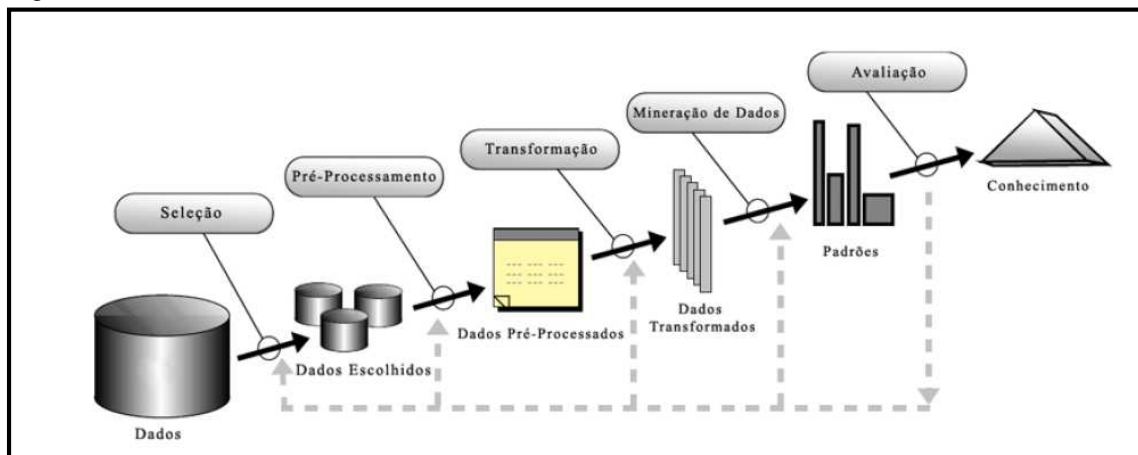 Avaliação
Mineração de Dados
Transformação
Pré-Processamento
Seleção
Conhecimento
Padrões
Dados
Transformados
Dados Pré-Processados
Dados Escolhidos
Dados